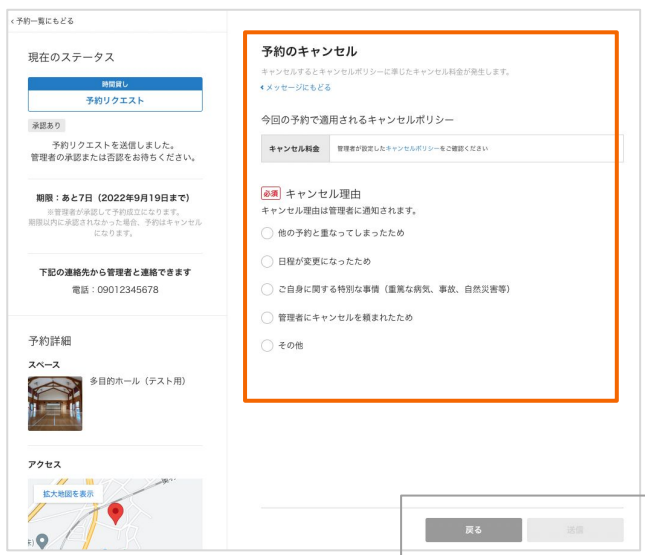 ‹予約一覧にもどる
現在のステータス
時間貸し
予約リクエスト
承認あり
予約リクエストを送信しました。
管理者の承認または否認をお待ちください。
期限：あと7日（2022年9月19日まで）
※管理者が承認して予約成立になります。
期限以内に承認されなかった場合、予約はキャンセル
になります。
下記の連絡先から管理者と連絡できます
電話：09012345678
予約詳細
スペース
多目的ホール（テスト用）
アクセス
拡大地図を表示
予約のキャンセル
キャンセルするとキャンセルポリシーに準じたキャンセル料金が発生します。
‹メッセージにもどる
今回の予約で適用されるキャンセルポリシー
キャンセル料金 管理者が設定したキャンセルポリシーをご確認ください
必須 キャンセル理由
キャンセル理由は管理者に通知されます。
他の予約と重なってしまったため
日程が変更になったため
ご自身に関する特別な事情（重篤な病気、事故、自然災害等）
管理者にキャンセルを頼まれたため
その他
戻る
送信